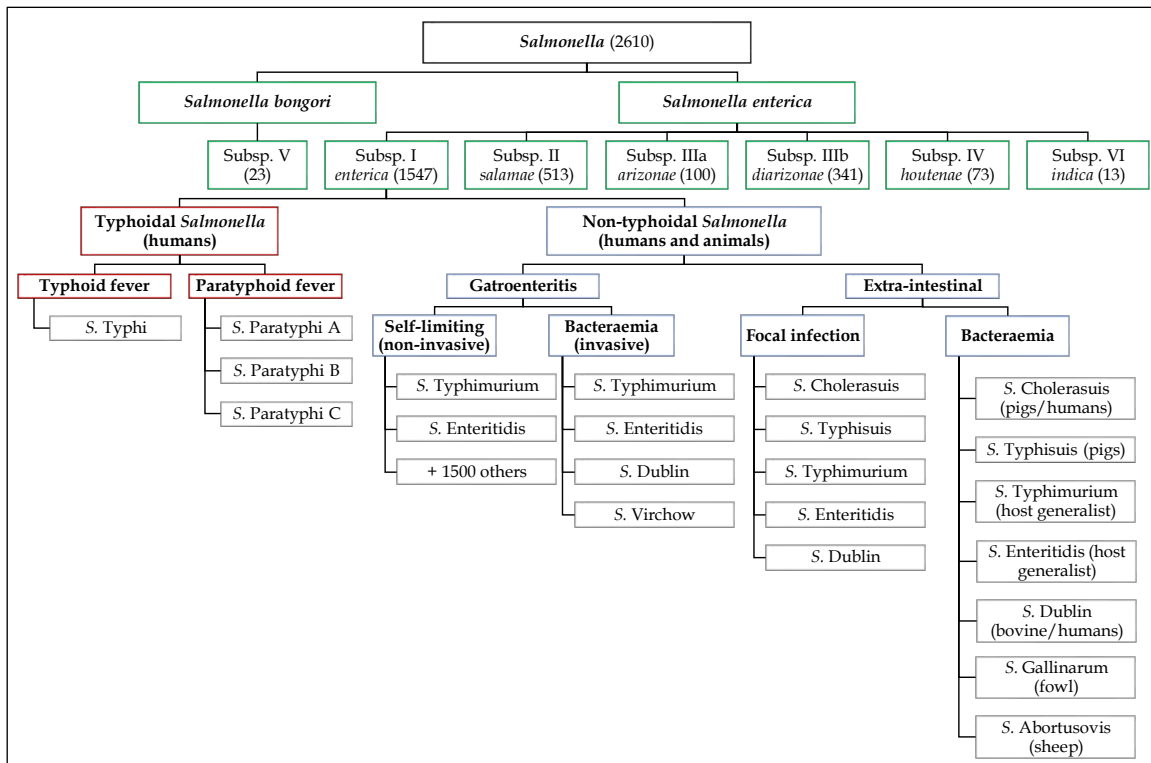 Salmonella (2610)
Salmonella bongori
Salmonella enterica
Subsp. V
(23)
Subsp. I
enterica (1547)
Subsp. II
salamae (513)
Subsp. IIIa
arizonae (100)
Subsp. IIIb
diarizonae (341)
Subsp. IV
houtenae (73)
Subsp. VI
indica (13)
Typhoidal Salmonella
(humans)
Non-typhoidal Salmonella
(humans and animals)
Typhoid fever
Paratyphoid fever
Gatroenteritis
Extra-intestinal
S. Typhi
S. Paratyphi A
S. Paratyphi B
S. Paratyphi C
Self-limiting
(non-invasive)
S. Typhimurium
S. Enteritidis
+ 1500 others
Bacteraemia
(invasive)
S. Typhimurium
S. Enteritidis
S. Dublin
S. Virchow
Focal infection
S. Cholerasuis
S. Typhisuis
S. Typhimurium
S. Enteritidis
S. Dublin
Bacteraemia
S. Cholerasuis
(pigs/humans)
S. Typhisuis (pigs)
S. Typhimurium
(host generalist)
S. Enteritidis (host
generalist)
S. Dublin
(bovine/humans)
S. Gallinarum
(fowl)
S. Abortusovis
(sheep)